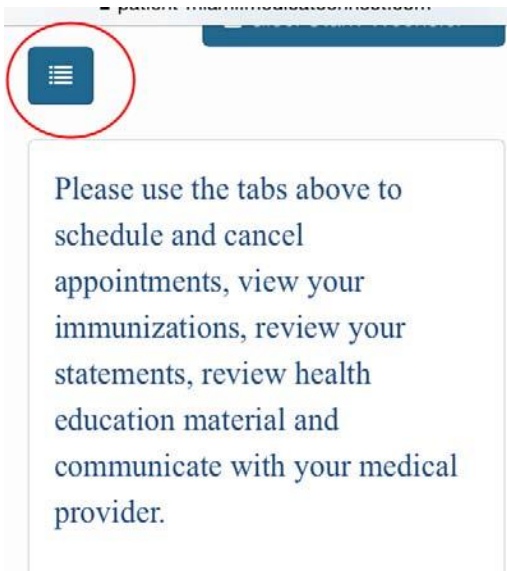 Please use the tabs above to
schedule and cancel
appointments, view your
immunizations, review your
statements, review health
education material and
communicate with your medical
provider.